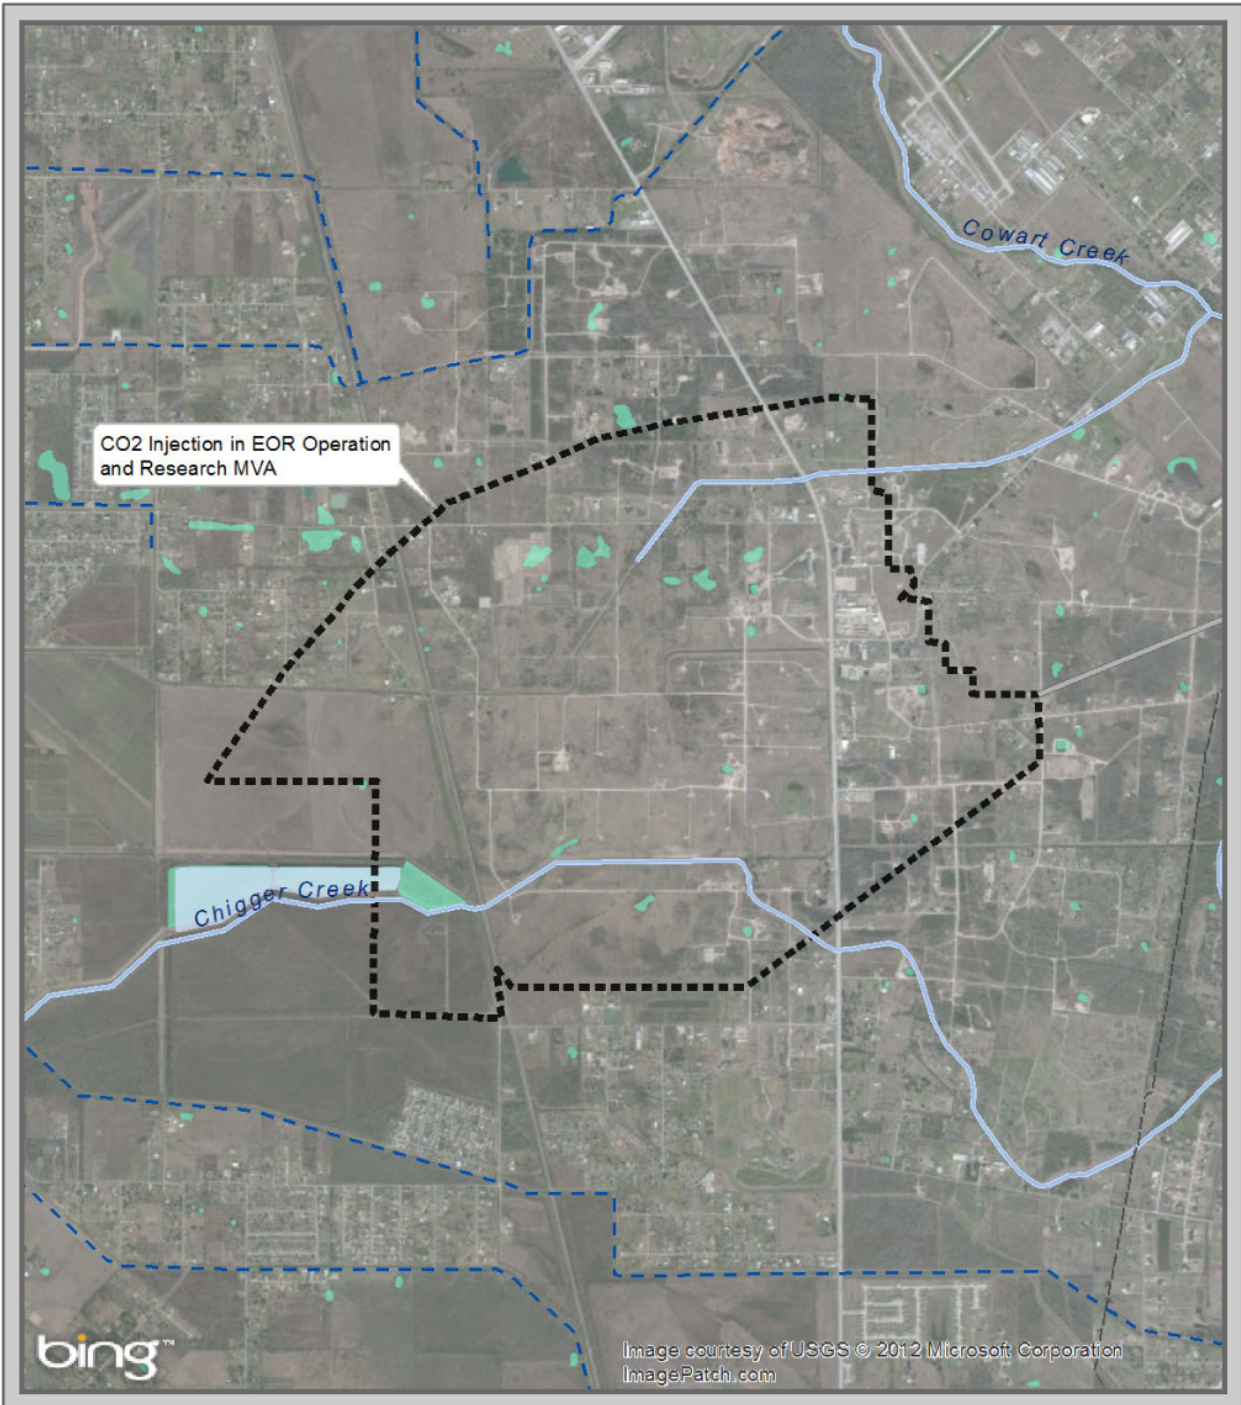 Cowart Creek
CO2 Injection in EOR Operation
and Research MVA
Chigger Creek
bing™
Image courtesy of USGS © 2012 Microsoft Corporation
ImagePatch.com